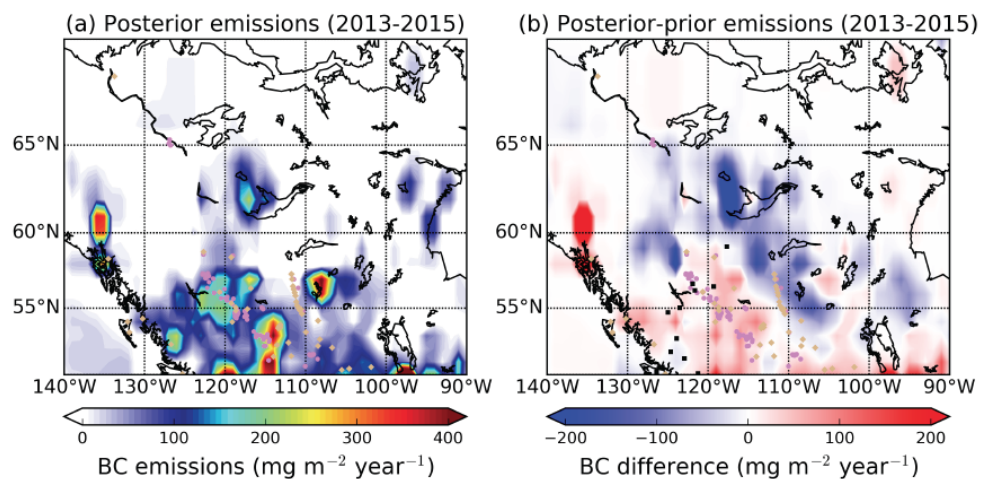 (a) Posterior emissions (2013-2015)
65°N
60°N
55°N
140°W 130°W 120°W 110°W 100°W 90°W
0 100 200 300 400
BC emissions (mg m⁻² year⁻¹)
(b) Posterior-prior emissions (2013-2015)
65°N
60°N
55°N
140°W 130°W 120°W 110°W 100°W 90°W
−200 −100 0 100 200
BC difference (mg m⁻² year⁻¹)